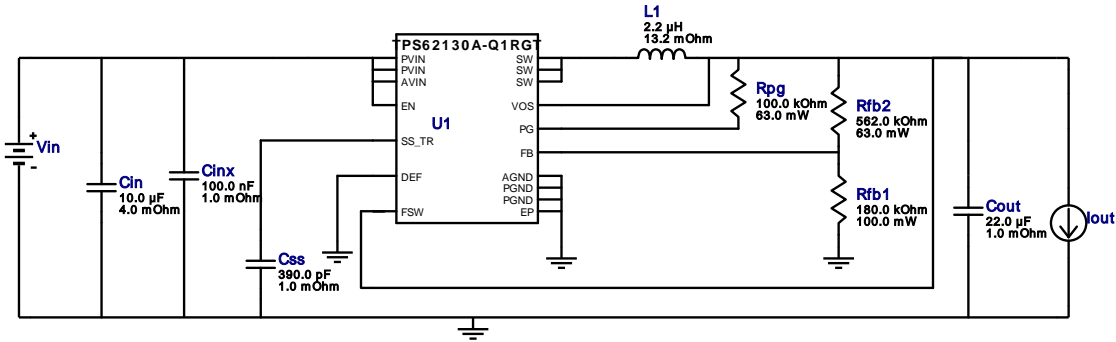 L1
2.2 µH
13.2 mOhm
TPS62130A-Q1RGT
PVIN
PVIN
AVIN
EN
SS_TR
DEF
FSW
U1
SW
SW
SW
VOS
PG
FB
AGND
PGND
PGND
EP
+
Vin
-
Cin
10.0 µF
4.0 mOhm
Cinx
100.0 nF
1.0 mOhm
Css
390.0 pF
1.0 mOhm
Rpg
100.0 kOhm
63.0 mW
Rfb2
562.0 kOhm
63.0 mW
Rfb1
180.0 kOhm
100.0 mW
Cout
22.0 µF
1.0 mOhm
Iout